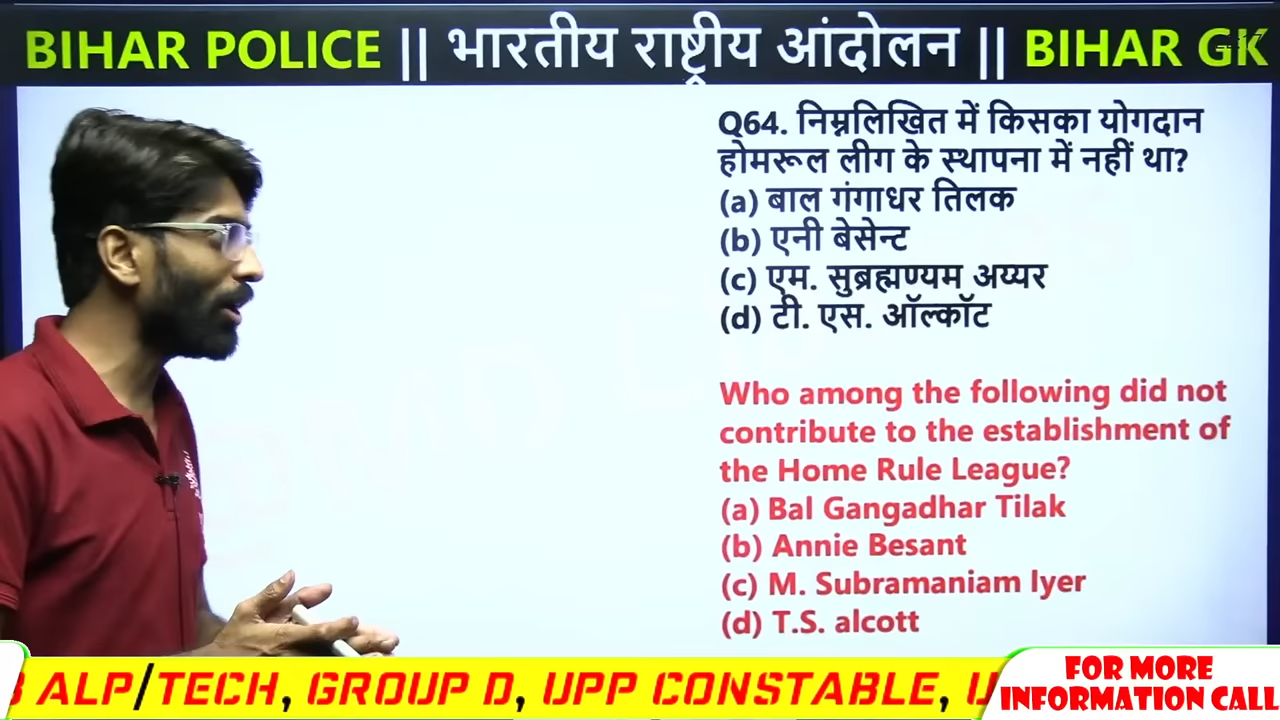 BIHAR POLICE || भारतीय राष्ट्रीय आंदोलन || BIHAR GK
Q64. निम्नलिखित में किसका योगदान
होमरूल लीग के स्थापना में नहीं था?
(a) बाल गंगाधर तिलक
(b) एनी बेसेन्ट
(c) एम. सुब्रह्मण्यम अय्यर
(d) टी. एस. ऑल्कॉट
Who among the following did not
contribute to the establishment of
the Home Rule League?
(a) Bal Gangadhar Tilak
(b) Annie Besant
(c) M. Subramaniam Iyer
(d) T.S. alcott
ALP/TECH, GROUP D, UPP CONSTABLE,
FOR MORE
INFORMATION CALL